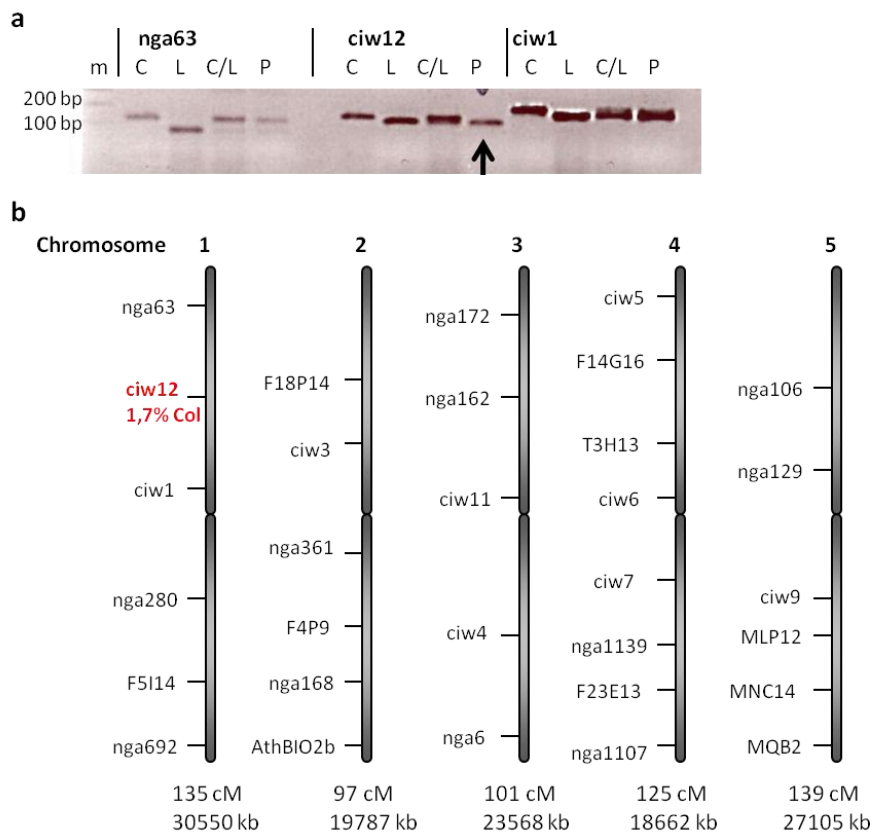 a
nga63 ciw12 ciw1
m C L C/L P C L C/L P C L C/L P
200 bp
100 bp
b
Chromosome 1 2 3 4 5
nga63
ciw12
1,7% Col
ciw1
nga280
F5I14
nga692
135 cM
30550 kb
F18P14
ciw3
nga361
F4P9
nga168
AthBIO2b
97 cM
19787 kb
nga172
nga162
ciw11
ciw4
nga6
101 cM
23568 kb
ciw5
F14G16
T3H13
ciw6
ciw7
nga1139
F23E13
nga1107
125 cM
18662 kb
nga106
nga129
ciw9
MLP12
MNC14
MQB2
139 cM
27105 kb